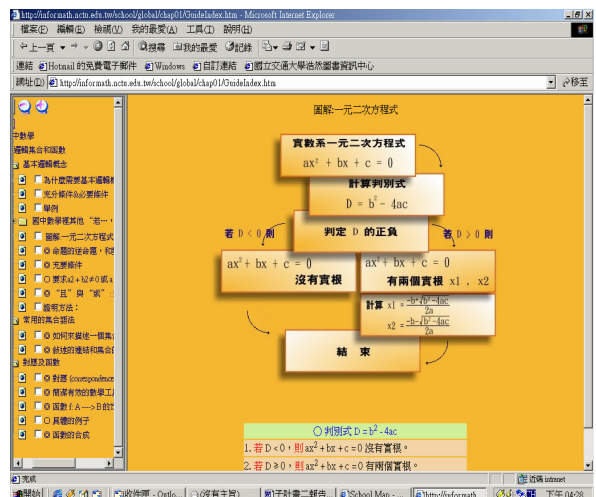 http://informath.nctu.edu.tw/school/global/chap01/GuideIndex.htm - Microsoft Internet Explorer
檔案(F) 編輯(E) 檢視(V) 我的最愛(A) 工具(T) 說明(H)
上一頁 搜尋 我的最愛 記錄
連結 Hotmail 的免費電子郵件 Windows 自訂連結 國立交通大學浩然圖書資訊中心
網址(D) http://informath.nctu.edu.tw/school/global/chap01/GuideIndex.htm 移至
中數學
邏輯集合和函數
基本邏輯概念
為什麼需要基本邏輯
充分條件&必要條件
舉例
國中數學裡其他 "若…,
圖解:一元二次方程式
◎ 命題的逆命題,和
◎ 充要條件
○ 要求a2 + b2 ≠ 0 或 a
◎ "且" 與 "或"
證明方法:
常用的集合語法
◎ 如何來描述一個集
◎ 敘述的連結和集合
對應及函數
◎ 對應 (correspondence
◎ 簡潔有效的數學工
◎ 函數 f: A ----> B 的
○ 具體的例子
◎ 函數的合成
圖解:一元二次方程式
實數系一元二次方程式
ax² + bx + c = 0
計算判別式
D = b² - 4ac
判定 D 的正負
若 D < 0 則
若 D ≥ 0 則
ax² + bx + c = 0
沒有實根
ax² + bx + c = 0
有兩個實根 x1 , x2
計算 x1 = (-b+√b²-4ac)/2a
x2 = (-b-√b²-4ac)/2a
結 束
○ 判別式 D = b² - 4ac
1. 若 D < 0,則 ax² + bx + c = 0 沒有實根。
2. 若 D ≥ 0,則 ax² + bx + c = 0 有兩個實根。
完成 近端 intranet
開始 收件匣 - Outlo... (沒有主旨) 子計畫二報告 School Map - ... http://informath... 下午 04:28